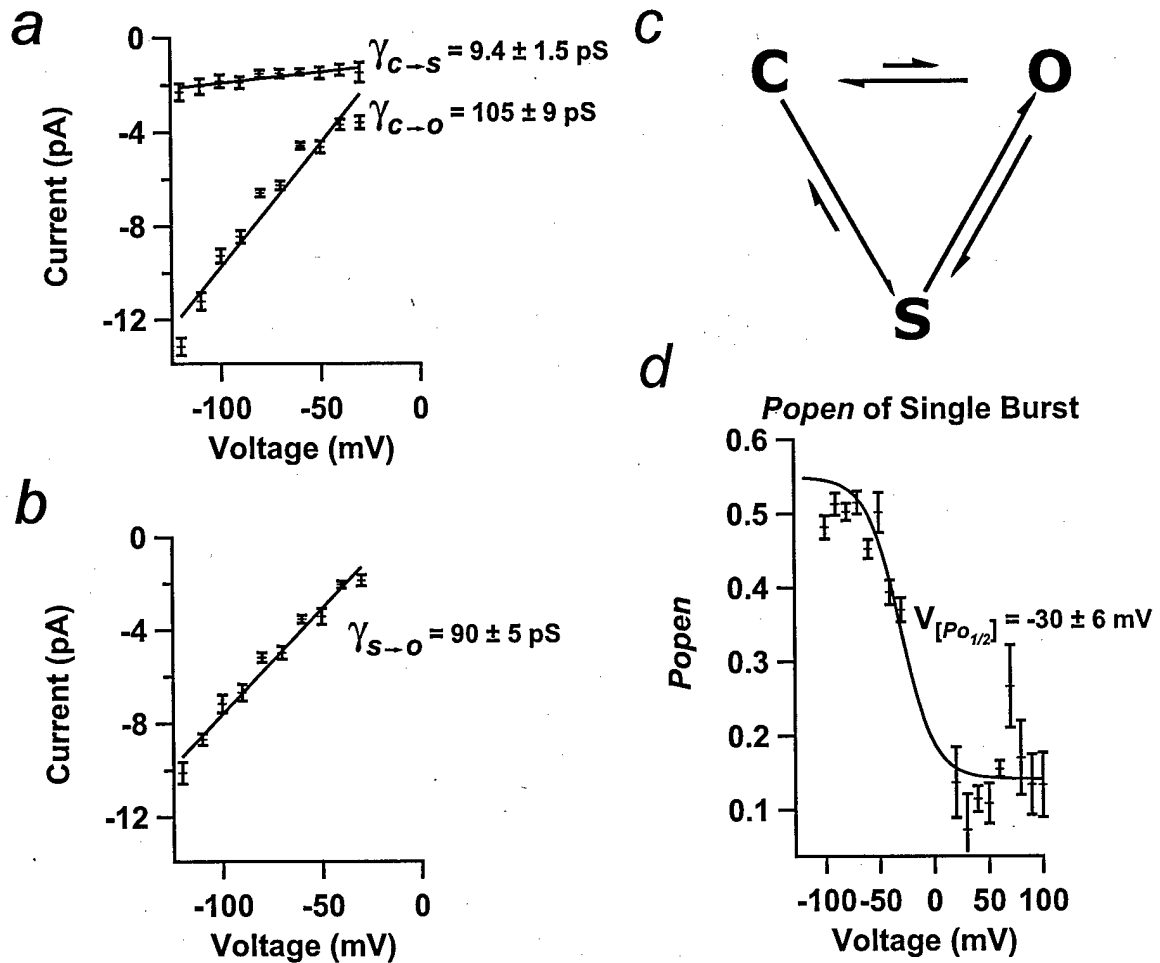 a
0
-4
-8
-12
Current (pA)
γC→S = 9.4 ± 1.5 pS
γC→O = 105 ± 9 pS
-100 -50 0
Voltage (mV)
b
0
-4
-8
-12
Current (pA)
γS→O = 90 ± 5 pS
-100 -50 0
Voltage (mV)
c
C O
S
d
Popen of Single Burst
0.6
0.5
0.4
0.3
0.2
0.1
Popen
V[Po1/2] = -30 ± 6 mV
-100 -50 0 50 100
Voltage (mV)